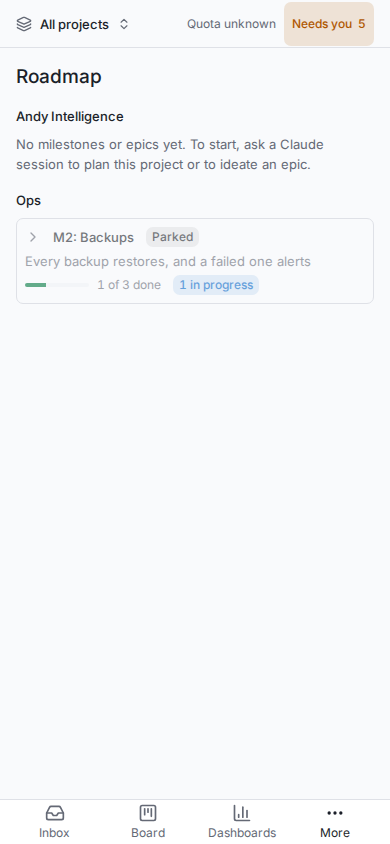 All projects
Quota unknown
Needs you 5
Roadmap
Andy Intelligence
No milestones or epics yet. To start, ask a Claude
session to plan this project or to ideate an epic.
Ops
M2: Backups Parked
Every backup restores, and a failed one alerts
1 of 3 done 1 in progress
Inbox Board Dashboards More